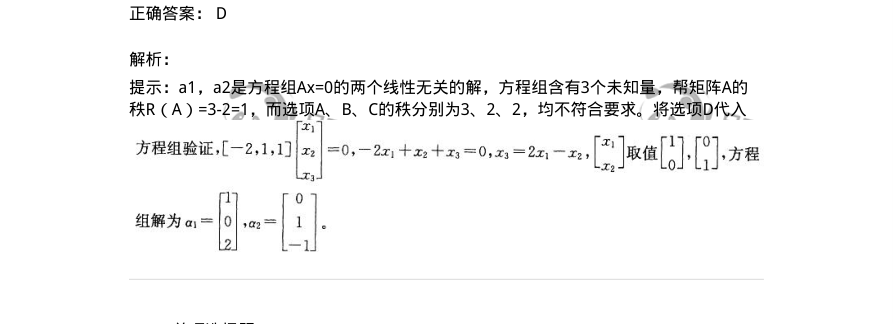 正确答案： D
解析：
提示：a1，a2是方程组Ax=0的两个线性无关的解，方程组含有3个未知量，帮矩阵A的
秩R（A）=3-2=1，而选项A、B、C的秩分别为3、2、2，均不符合要求。将选项D代入
方程组验证,[-2,1,1][x₁ x₂ x₃]=0,-2x₁+x₂+x₃=0,x₃=2x₁-x₂,[x₁ x₂]取值[1 0],[0 1],方程
组解为 α₁=[1 0 2],α₂=[0 1 -1]。